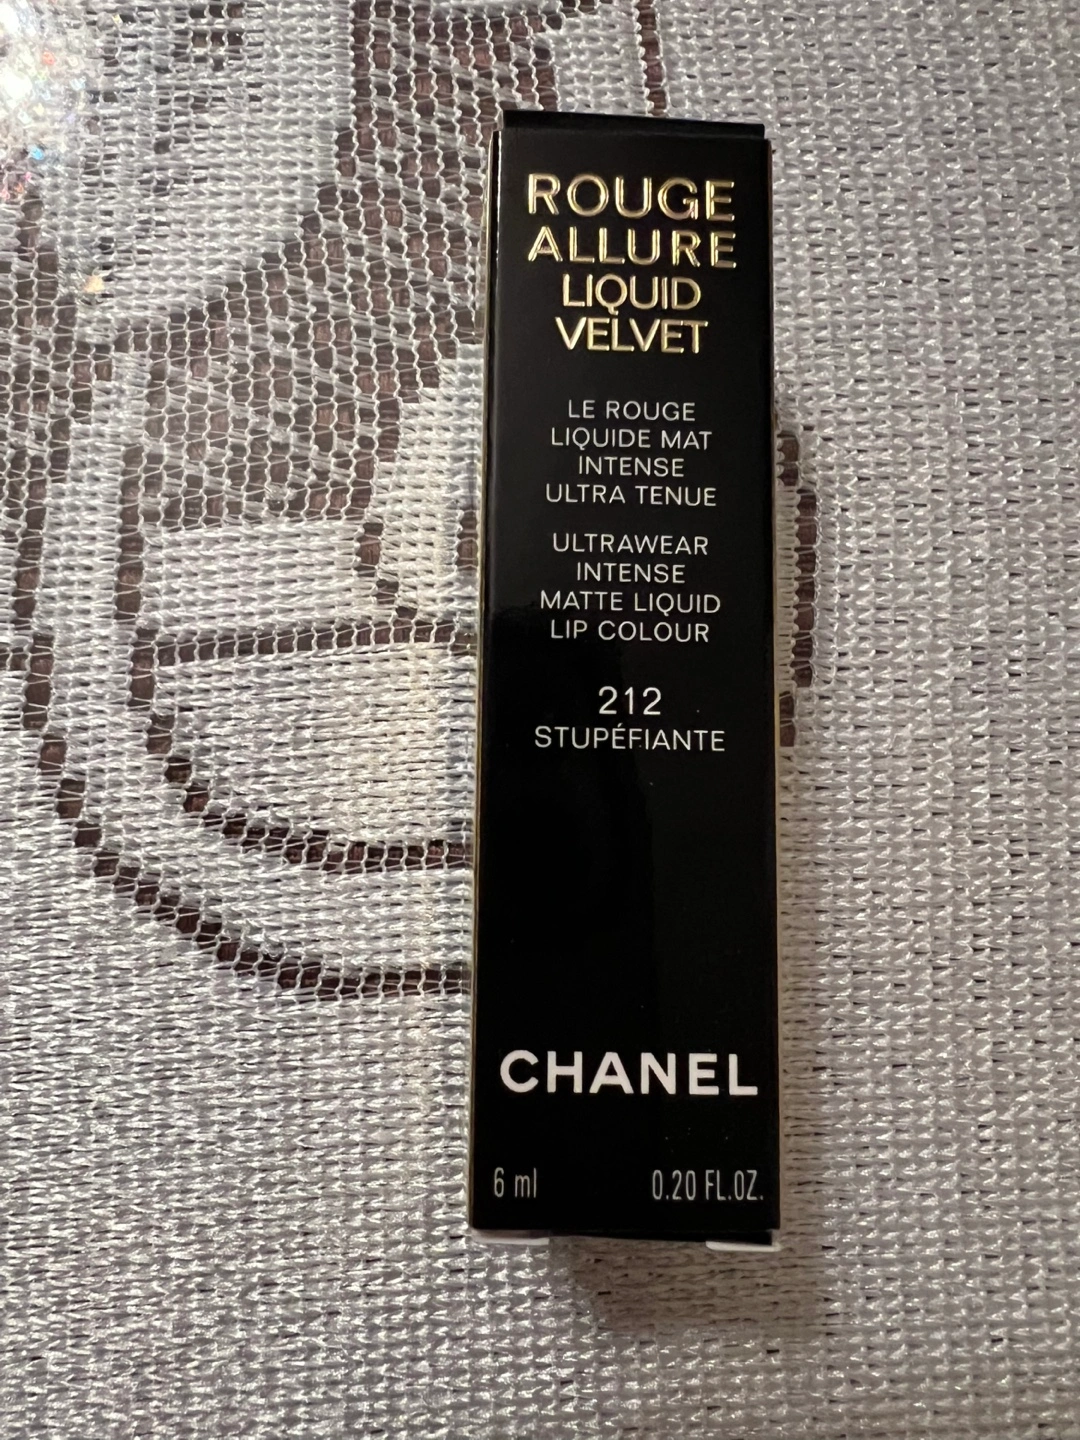 ROUGE
ALLURE
LIQUID
VELVET
LE ROUGE
LIQUIDE MAT
INTENSE
ULTRA TENUE
ULTRAWEAR
INTENSE
MATTE LIQUID
LIP COLOUR
212
STUPÉFIANTE
CHANEL
6 ml 0.20 FL.OZ.